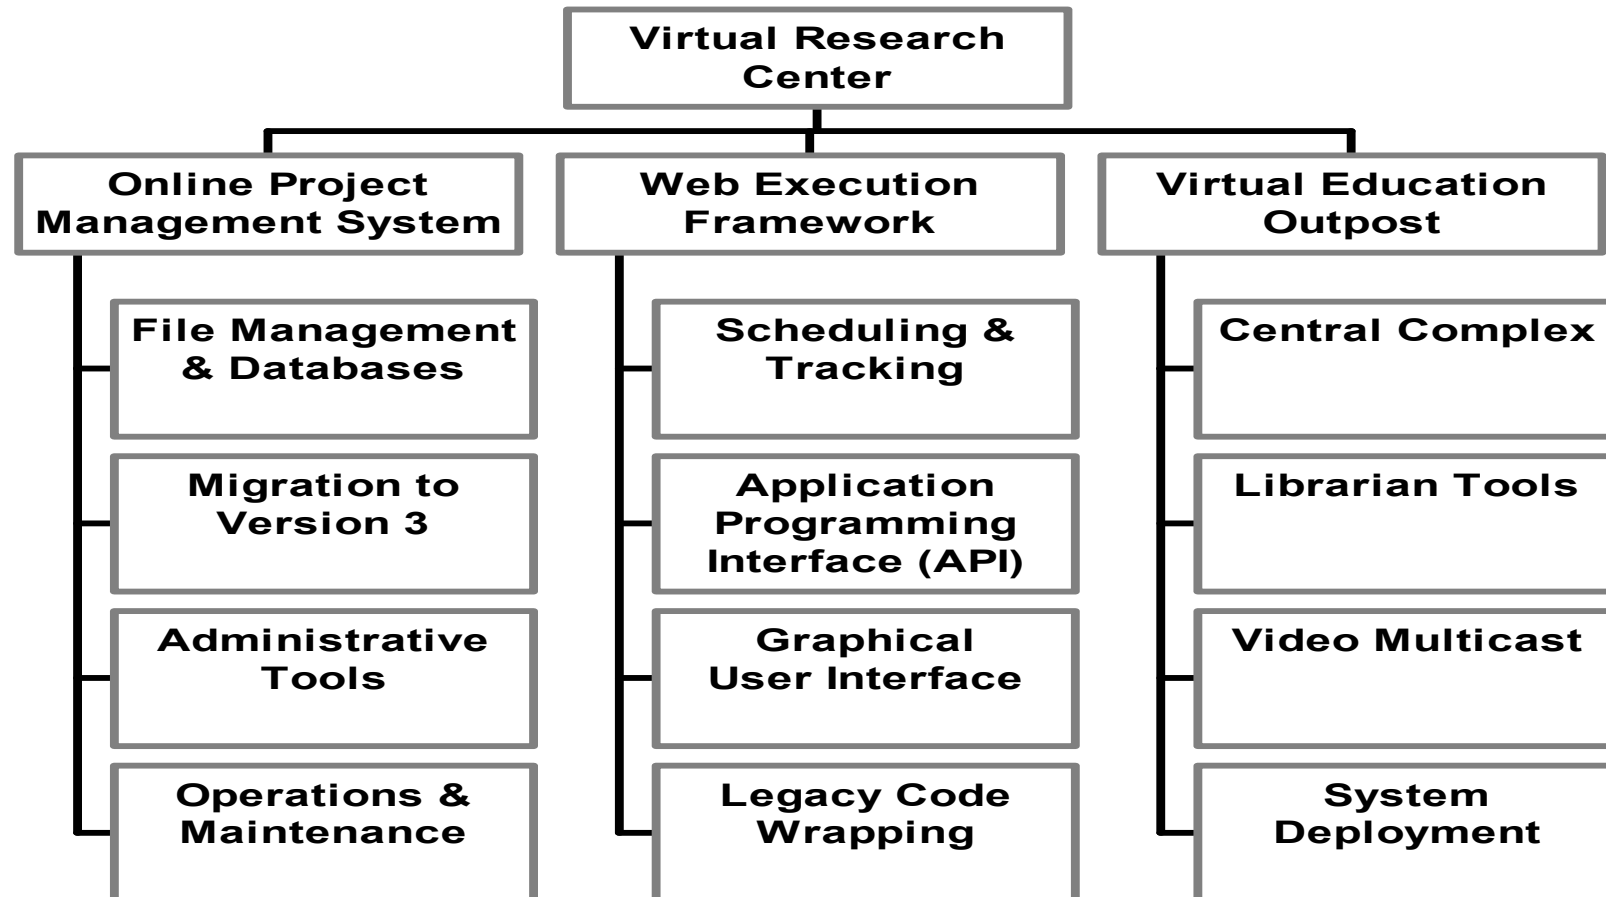 Virtual Research
Center
Online Project
Management System
File Management
& Databases
Migration to
Version 3
Administrative
Tools
Operations &
Maintenance
Web Execution
Framework
Scheduling &
Tracking
Application
Programming
Interface (API)
Graphical
User Interface
Legacy Code
Wrapping
Virtual Education
Outpost
Central Complex
Librarian Tools
Video Multicast
System
Deployment